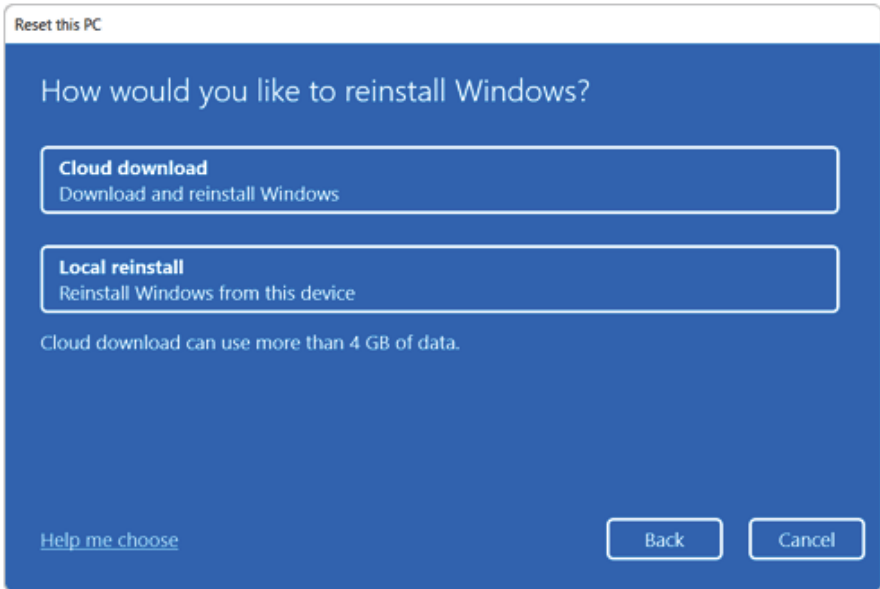 Reset this PC
How would you like to reinstall Windows?
Cloud download
Download and reinstall Windows
Local reinstall
Reinstall Windows from this device
Cloud download can use more than 4 GB of data.
Help me choose
Back
Cancel